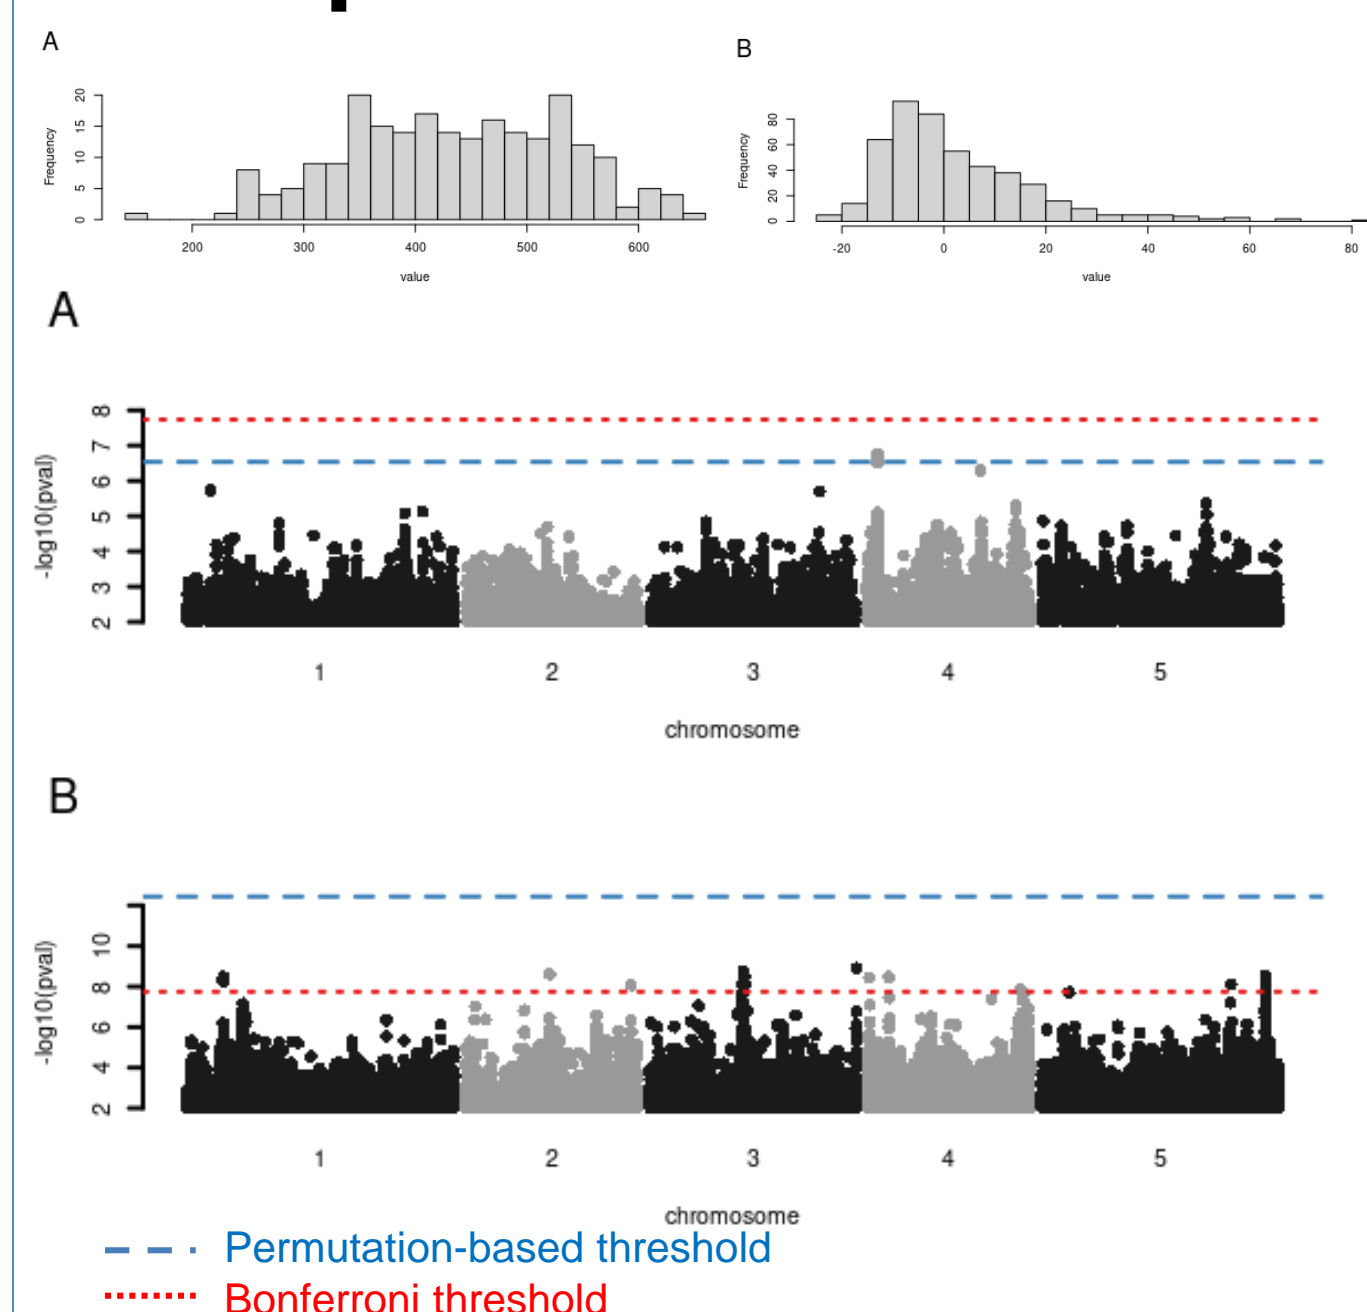 A
B
Frequency
20
15
10
5
0
200 300 400 500 600
value
Frequency
80
60
40
20
0
-20 0 20 40 60 80
value
A
-log10(pval)
8
7
6
5
4
3
2
1 2 3 4 5
chromosome
B
-log10(pval)
10
8
6
4
2
1 2 3 4 5
chromosome
Permutation-based threshold
Bonferroni threshold